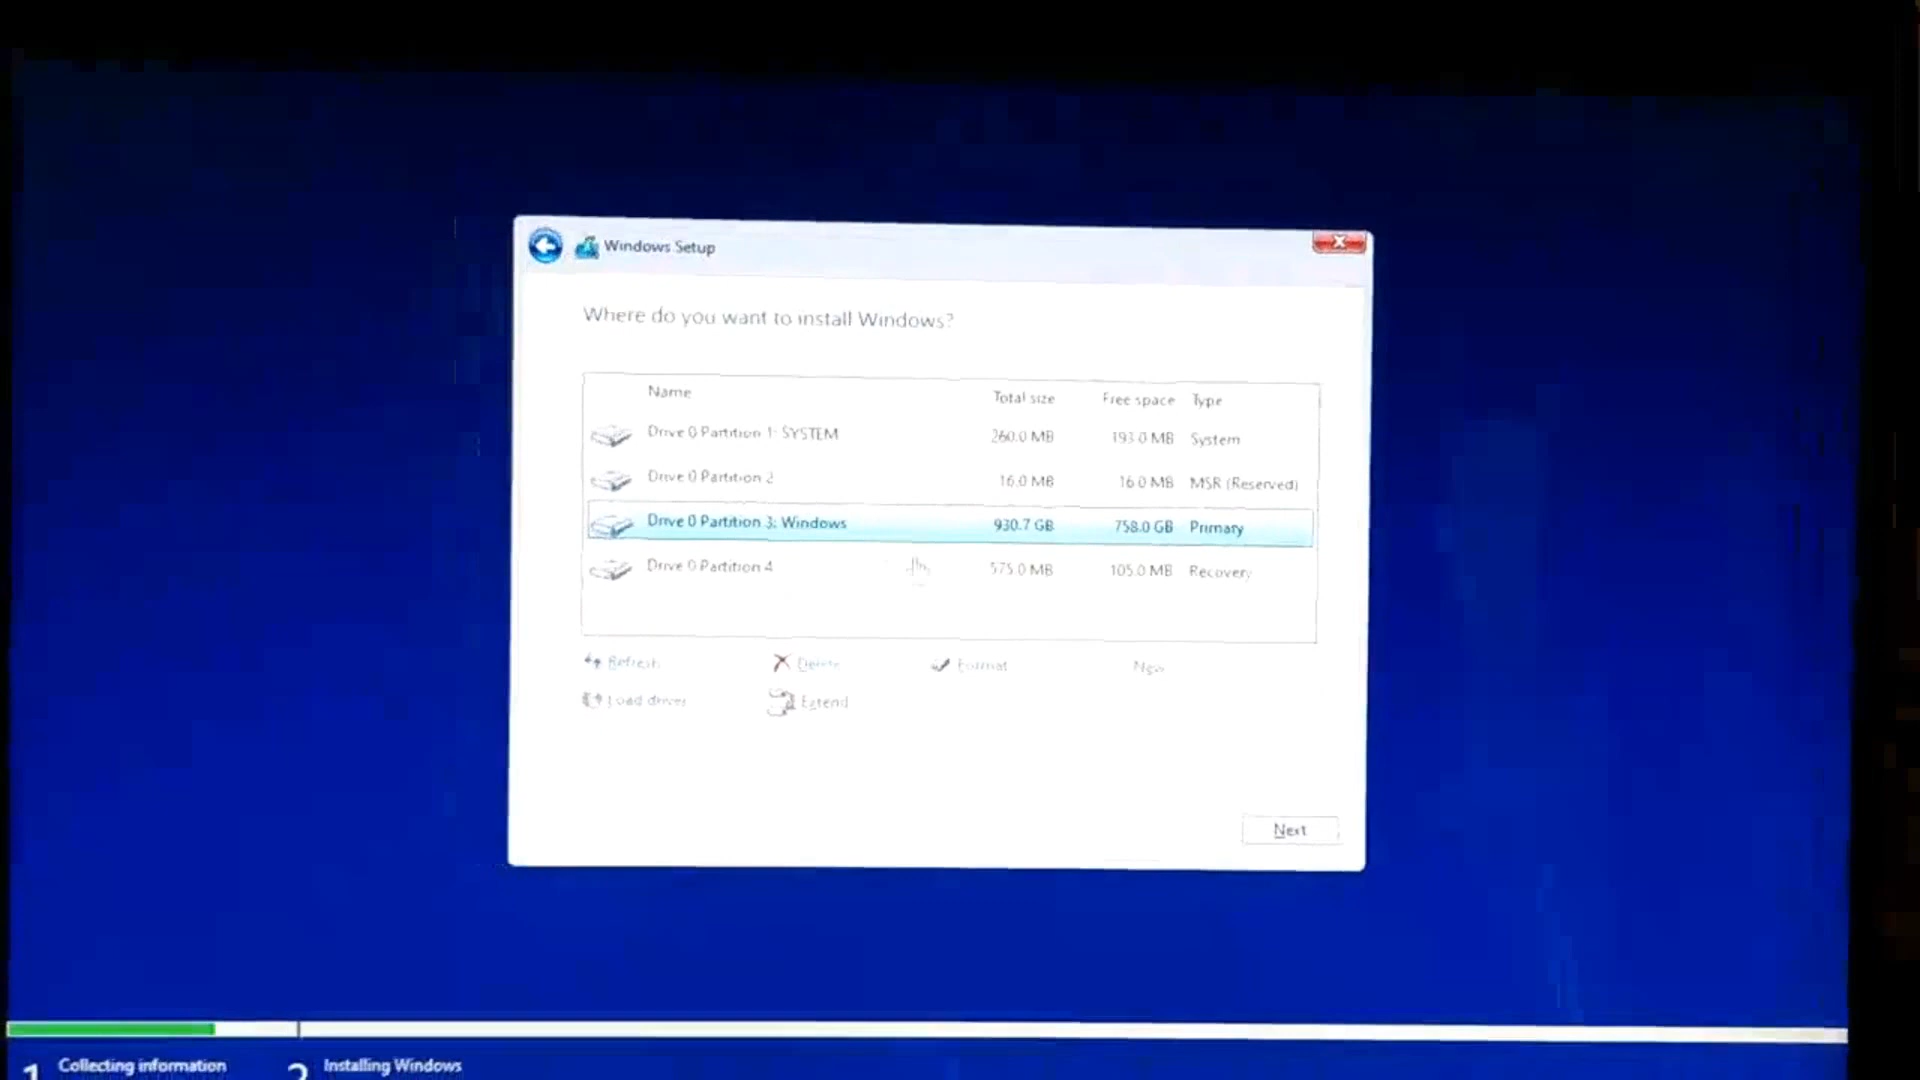 Windows Setup
Where do you want to install Windows?
Name Total size Free space Type
Drive 0 Partition 1: SYSTEM 260.0 MB 193.0 MB System
Drive 0 Partition 2 16.0 MB 16.0 MB MSR (Reserved)
Drive 0 Partition 3: Windows 930.7 GB 758.0 GB Primary
Drive 0 Partition 4 575.0 MB 105.0 MB Recovery
Refresh Delete Format New
Load driver Extend
Next
1 Collecting information 2 Installing Windows